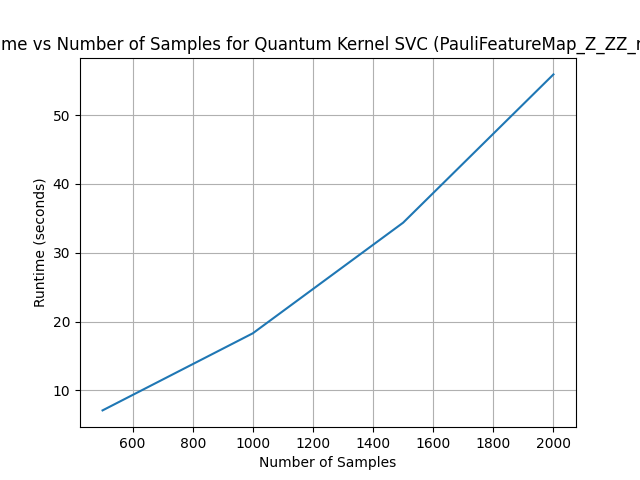 me vs Number of Samples for Quantum Kernel SVC (PauliFeatureMap_Z_ZZ_r
50
40
30
20
10
Runtime (seconds)
600 800 1000 1200 1400 1600 1800 2000
Number of Samples